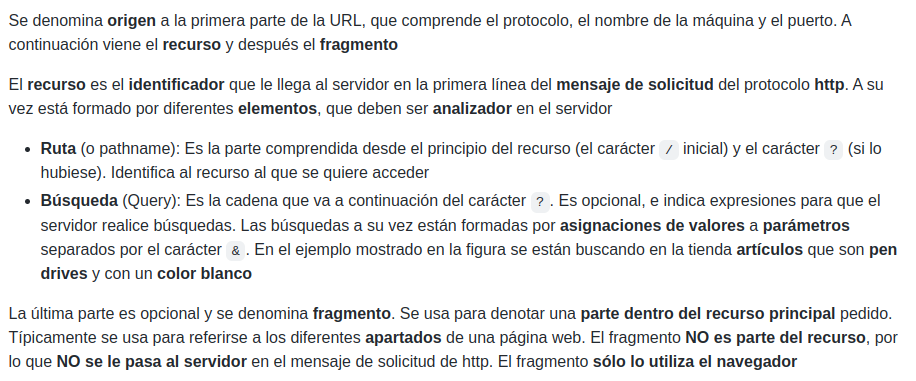 Se denomina origen a la primera parte de la URL, que comprende el protocolo, el nombre de la máquina y el puerto. A
continuación viene el recurso y después el fragmento
El recurso es el identificador que le llega al servidor en la primera línea del mensaje de solicitud del protocolo http. A su
vez está formado por diferentes elementos, que deben ser analizador en el servidor
• Ruta (o pathname): Es la parte comprendida desde el principio del recurso (el carácter / inicial) y el carácter ? (si lo
hubiese). Identifica al recurso al que se quiere acceder
• Búsqueda (Query): Es la cadena que va a continuación del carácter ?. Es opcional, e indica expresiones para que el
servidor realice búsquedas. Las búsquedas a su vez están formadas por asignaciones de valores a parámetros
separados por el carácter &. En el ejemplo mostrado en la figura se están buscando en la tienda artículos que son pen
drives y con un color blanco
La última parte es opcional y se denomina fragmento. Se usa para denotar una parte dentro del recurso principal pedido.
Típicamente se usa para referirse a los diferentes apartados de una página web. El fragmento NO es parte del recurso, por
lo que NO se le pasa al servidor en el mensaje de solicitud de http. El fragmento sólo lo utiliza el navegador